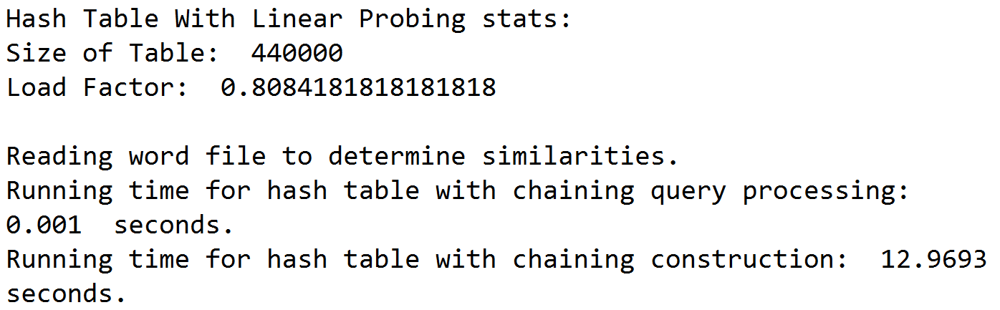 Hash Table With Linear Probing stats:
Size of Table:  440000
Load Factor:  0.8084181818181818
Reading word file to determine similarities.
Running time for hash table with chaining query processing:
0.001  seconds.
Running time for hash table with chaining construction:  12.9693
seconds.